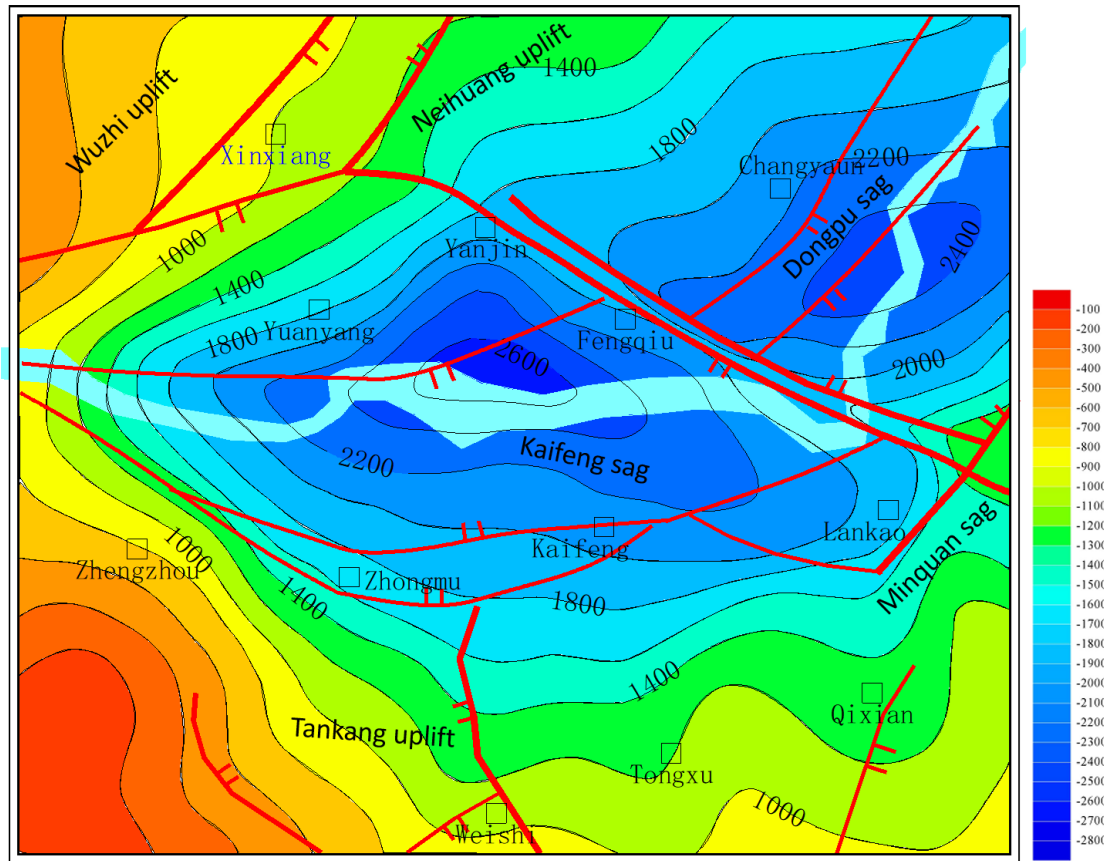 Wuzhi uplift
Neihuang uplift
1400
Xinxiang
1800
Changyaun
2200
Dongpu sag
2400
1000
Yanjin
1400
Yuanyang
1800
Fengqiu
2600
2000
Kaifeng sag
2200
Lankao
Minquan sag
Kaifeng
1000
Zhengzhou
Zhongmu
1400
1800
1400
Qixian
Tankang uplift
Tongxu
1000
Weishi
-100
-200
-300
-400
-500
-600
-700
-800
-900
-1000
-1100
-1200
-1300
-1400
-1500
-1600
-1700
-1800
-1900
-2000
-2100
-2200
-2300
-2400
-2500
-2600
-2700
-2800